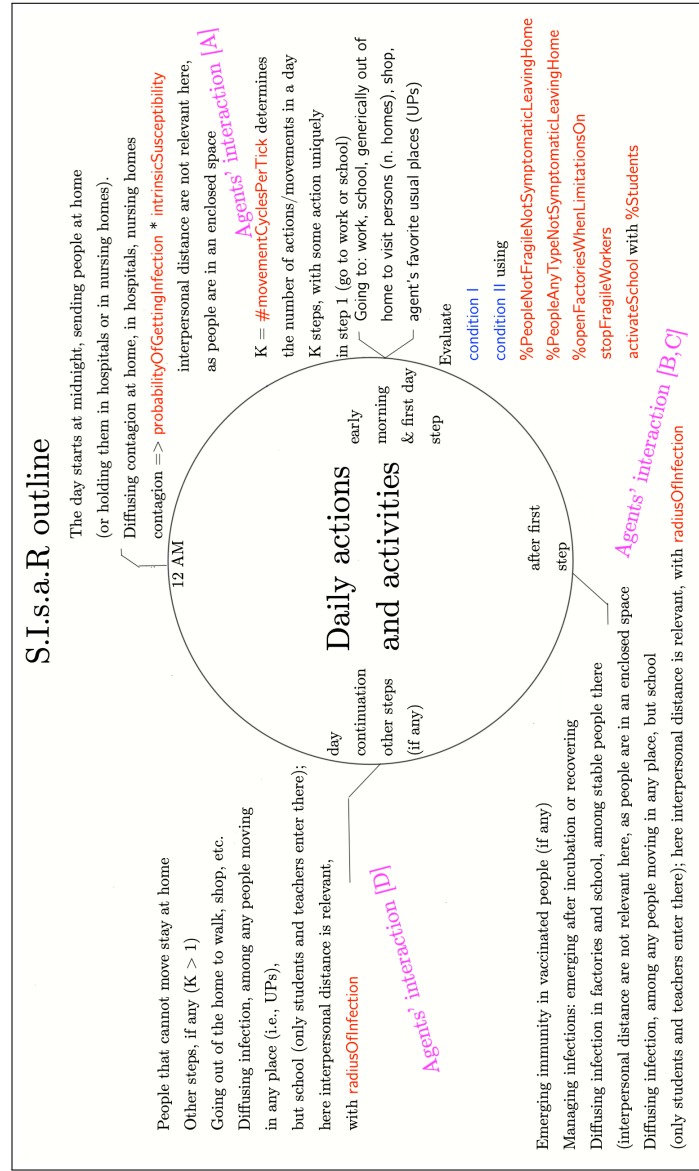 S.I.s.a.R outline
The day starts at midnight, sending people at home
(or holding them in hospitals or in nursing homes).
Diffusing contagion at home, in hospitals, nursing homes
contagion => probabilityOfGettingInfection * intrinsicSusceptibility
interpersonal distance are not relevant here,
as people are in an enclosed space
Agents' interaction [A]
12 AM
K = #movementCyclesPerTick determines
the number of actions/movements in a day
K steps, with some action uniquely
in step 1 (go to work or school)
Going to: work, school, generically out of
home to visit persons (n. homes), shop,
agent's favorite usual places (UPs)
early
morning
& first day
step
Evaluate
condition I
condition II using
%PeopleNotFragileNotSymptomaticLeavingHome
%PeopleAnyTypeNotSymptomaticLeavingHome
%openFactoriesWhenLimitationsOn
stopFragileWorkers
activateSchool with %Students
Daily actions
and activities
after first
step
Agents' interaction [B,C]
Emerging immunity in vaccinated people (if any)
Managing infections: emerging after incubation or recovering
Diffusing infection in factories and school, among stable people there
(interpersonal distance are not relevant here, as people are in an enclosed space
Diffusing infection, among any people moving in any place, but school
(only students and teachers enter there); here interpersonal distance is relevant, with radiusOfInfection
day
continuation
other steps
(if any)
People that cannot move stay at home
Other steps, if any (K > 1)
Going out of the home to walk, shop, etc.
Diffusing infection, among any people moving
in any place (i.e., UPs),
but school (only students and teachers enter there);
here interpersonal distance is relevant,
with radiusOfInfection
Agents' interaction [D]